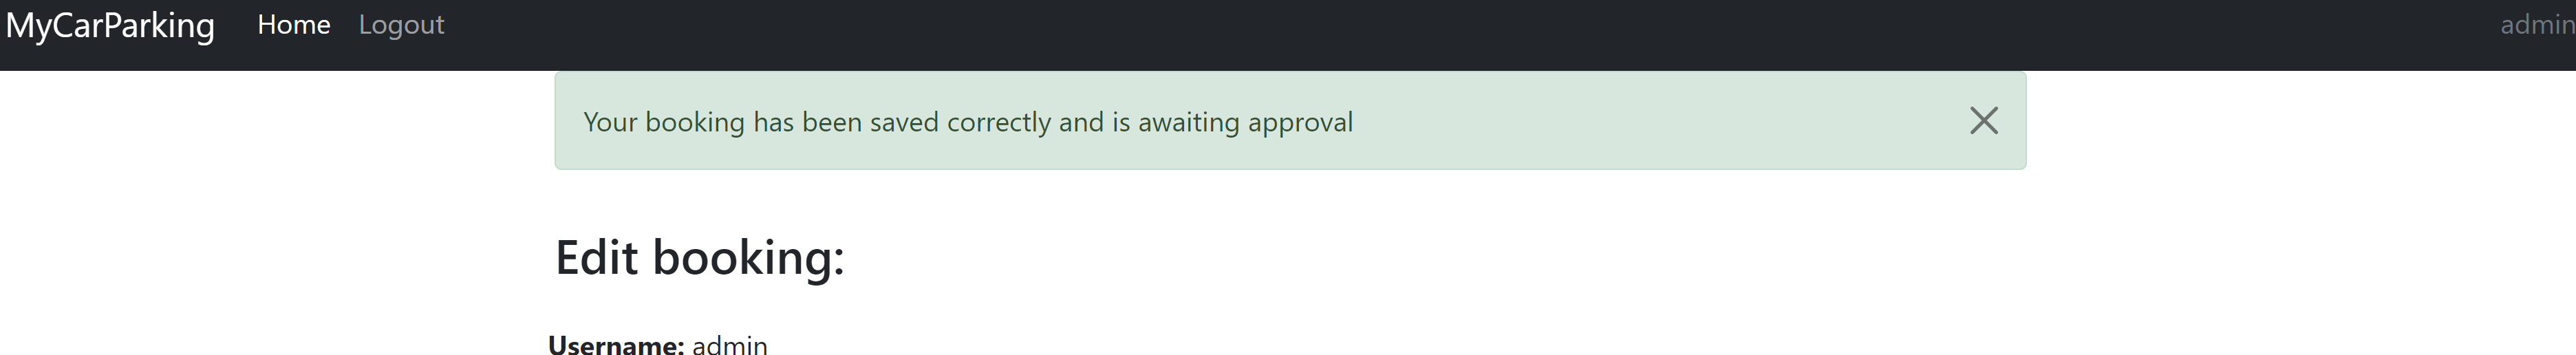 MyCarParking Home Logout admin
Your booking has been saved correctly and is awaiting approval
Edit booking:
Username: admin